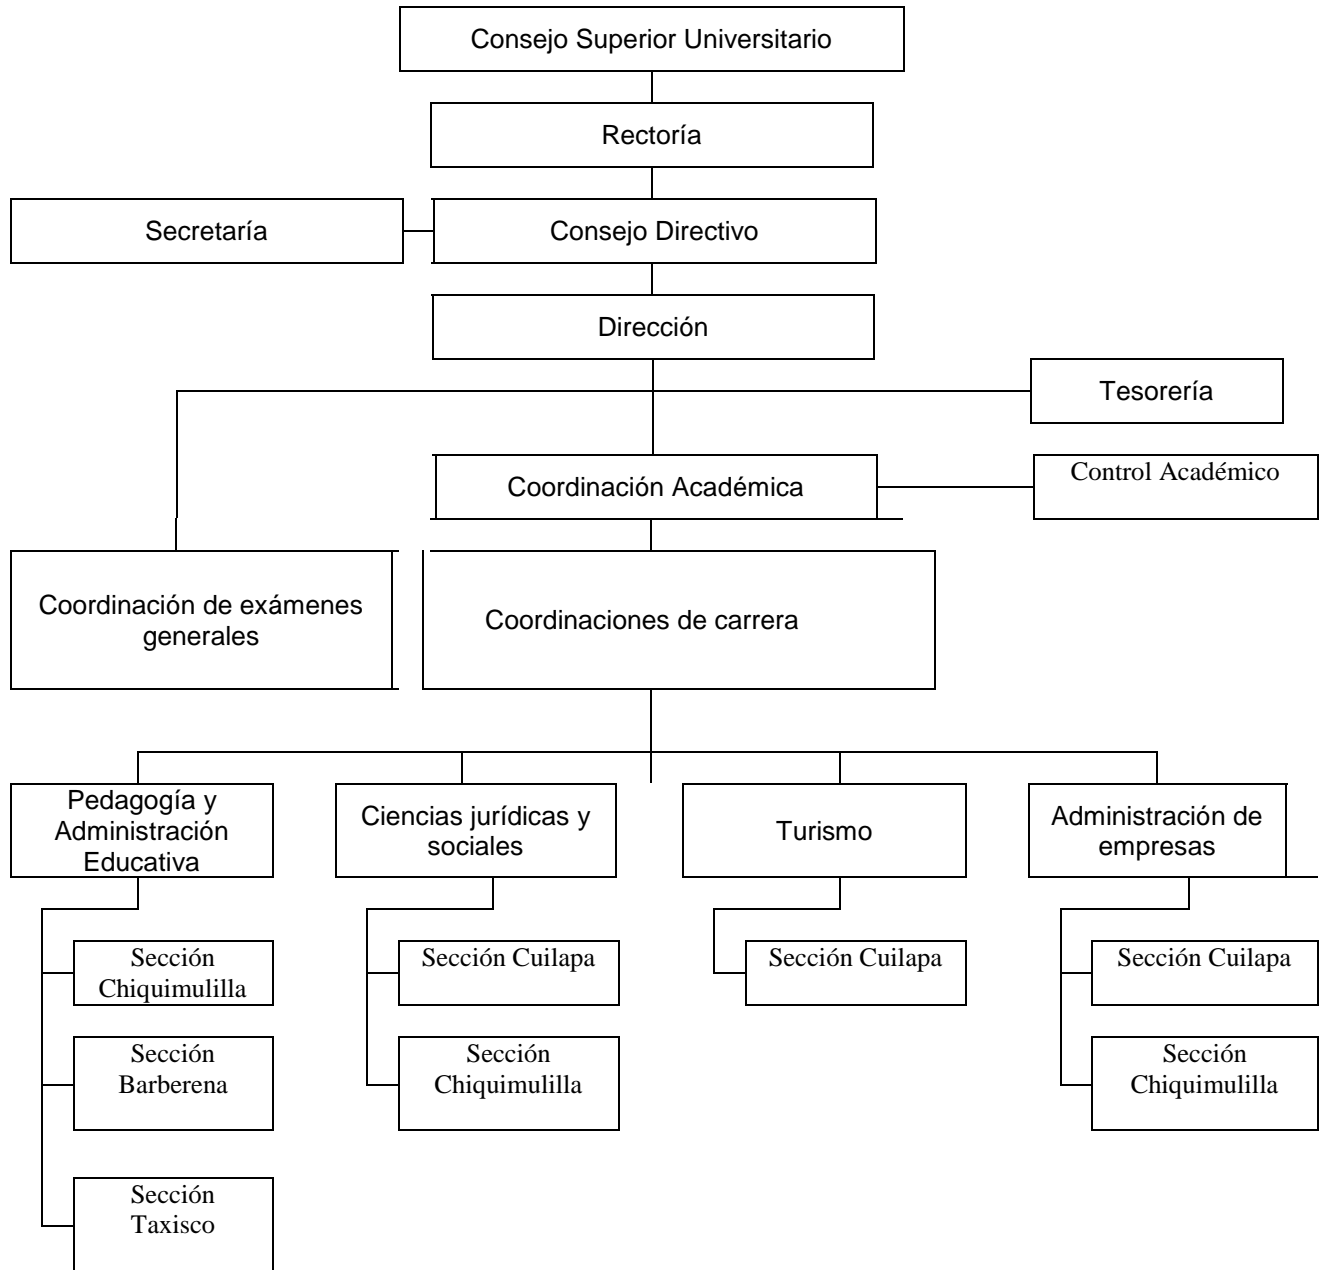 Consejo Superior Universitario
Rectoría
Secretaría
Consejo Directivo
Dirección
Tesorería
Coordinación Académica
Control Académico
Coordinación de exámenes
generales
Coordinaciones de carrera
Pedagogía y
Administración
Educativa
Ciencias jurídicas y
sociales
Turismo
Administración de
empresas
Sección
Chiquimulilla
Sección Cuilapa
Sección Cuilapa
Sección Cuilapa
Sección
Barberena
Sección
Chiquimulilla
Sección
Chiquimulilla
Sección
Taxisco